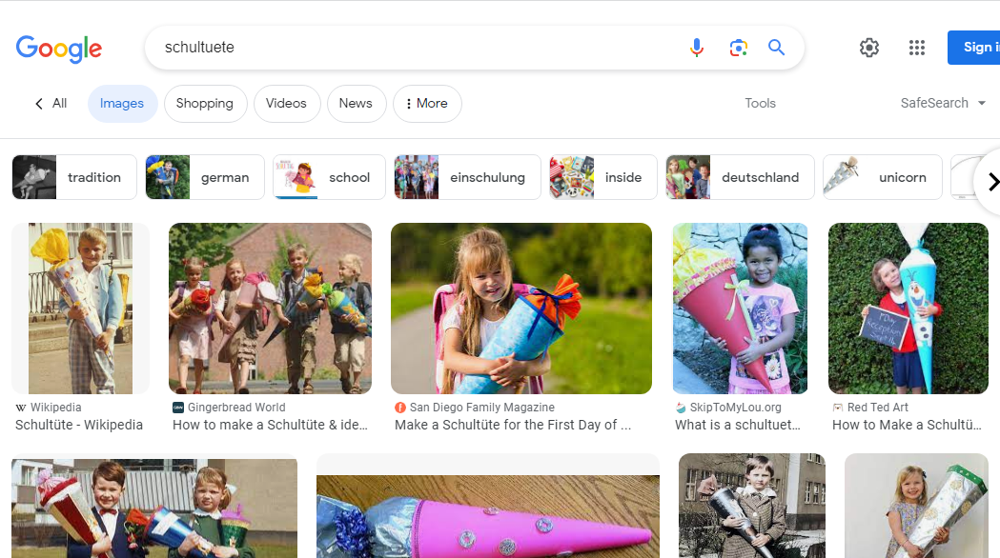 Google
schultuete
Sign i
All
Images
Shopping
Videos
News
More
Tools
SafeSearch
tradition
german
school
einschulung
inside
deutschland
unicorn
W Wikipedia
Schultüte - Wikipedia
GBW Gingerbread World
How to make a Schultüte & ide...
f San Diego Family Magazine
Make a Schultüte for the First Day of ...
SkipToMyLou.org
What is a schultuet...
Red Ted Art
How to Make a Schultü...